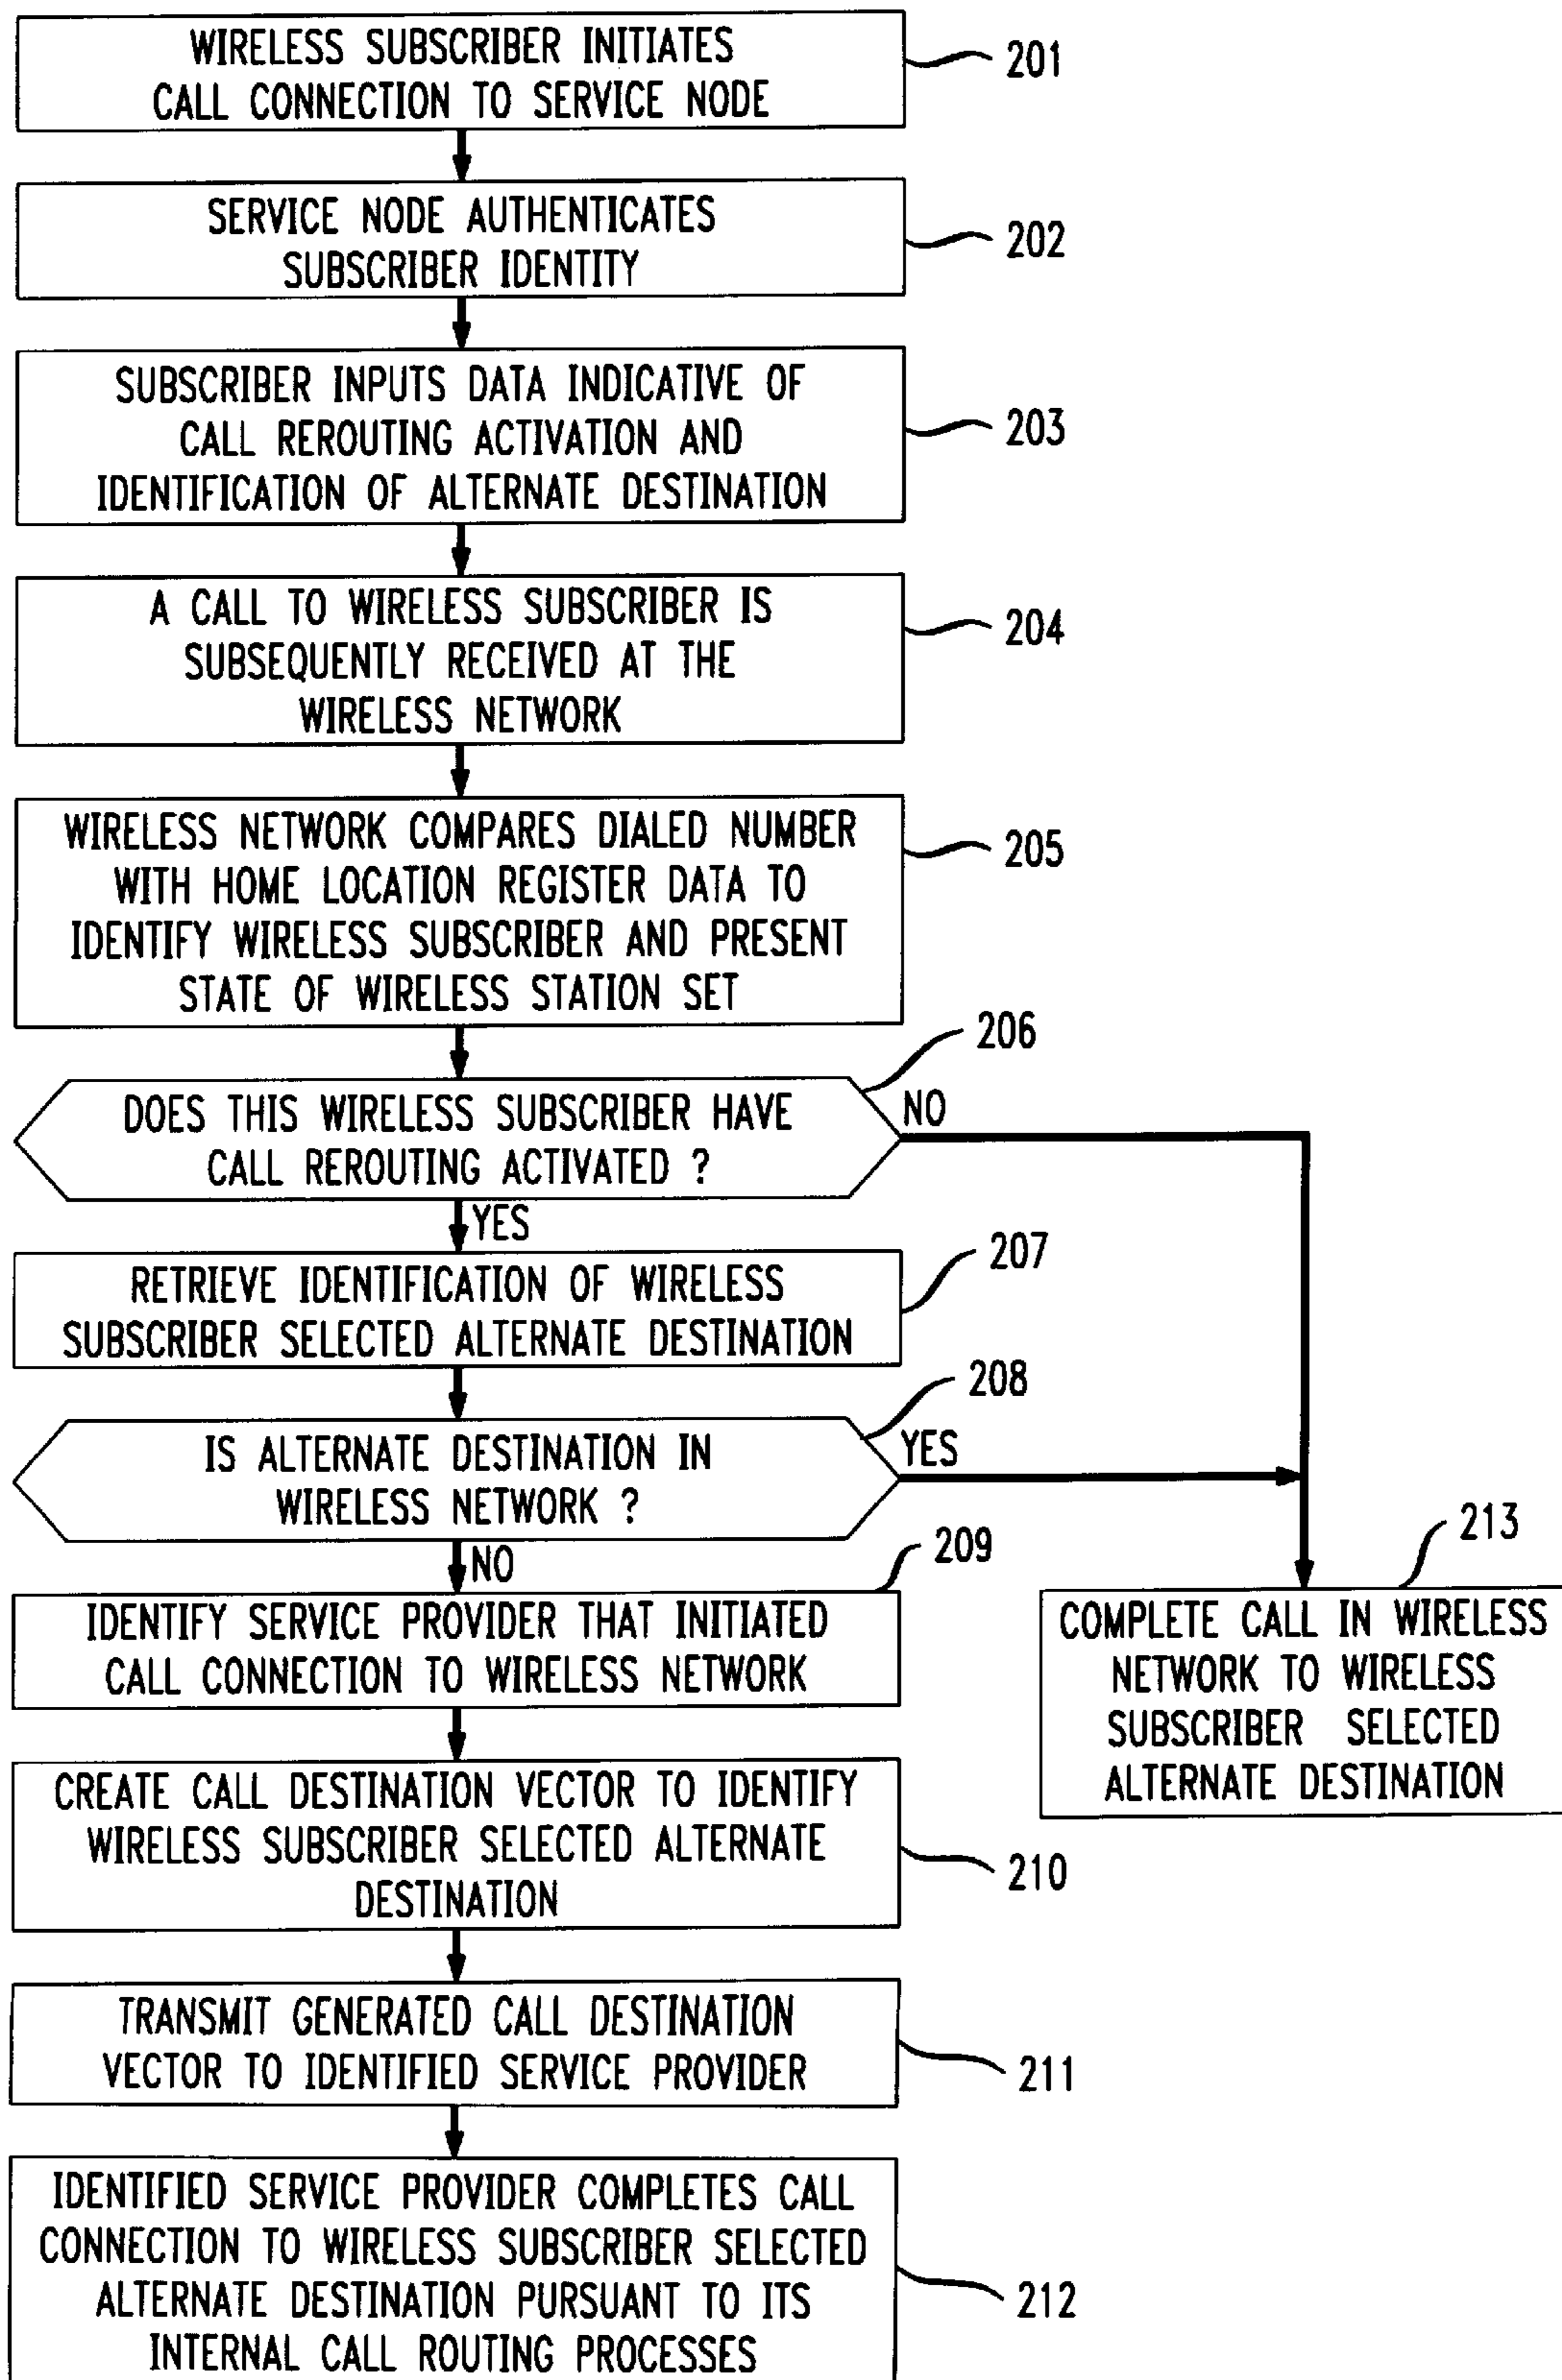 WIRELESS SUBSCRIBER INITIATES
CALL CONNECTION TO SERVICE NODE
201
SERVICE NODE AUTHENTICATES
SUBSCRIBER IDENTITY
202
SUBSCRIBER INPUTS DATA INDICATIVE OF
CALL REROUTING ACTIVATION AND
IDENTIFICATION OF ALTERNATE DESTINATION
203
A CALL TO WIRELESS SUBSCRIBER IS
SUBSEQUENTLY RECEIVED AT THE
WIRELESS NETWORK
204
WIRELESS NETWORK COMPARES DIALED NUMBER
WITH HOME LOCATION REGISTER DATA TO
IDENTIFY WIRELESS SUBSCRIBER AND PRESENT
STATE OF WIRELESS STATION SET
205
206
DOES THIS WIRELESS SUBSCRIBER HAVE
CALL REROUTING ACTIVATED ?
NO
YES
207
RETRIEVE IDENTIFICATION OF WIRELESS
SUBSCRIBER SELECTED ALTERNATE DESTINATION
208
IS ALTERNATE DESTINATION IN
WIRELESS NETWORK ?
YES
NO
209
IDENTIFY SERVICE PROVIDER THAT INITIATED
CALL CONNECTION TO WIRELESS NETWORK
213
COMPLETE CALL IN WIRELESS
NETWORK TO WIRELESS
SUBSCRIBER SELECTED
ALTERNATE DESTINATION
CREATE CALL DESTINATION VECTOR TO IDENTIFY
WIRELESS SUBSCRIBER SELECTED ALTERNATE
DESTINATION
210
TRANSMIT GENERATED CALL DESTINATION
VECTOR TO IDENTIFIED SERVICE PROVIDER
211
IDENTIFIED SERVICE PROVIDER COMPLETES CALL
CONNECTION TO WIRELESS SUBSCRIBER SELECTED
ALTERNATE DESTINATION PURSUANT TO ITS
INTERNAL CALL ROUTING PROCESSES
212